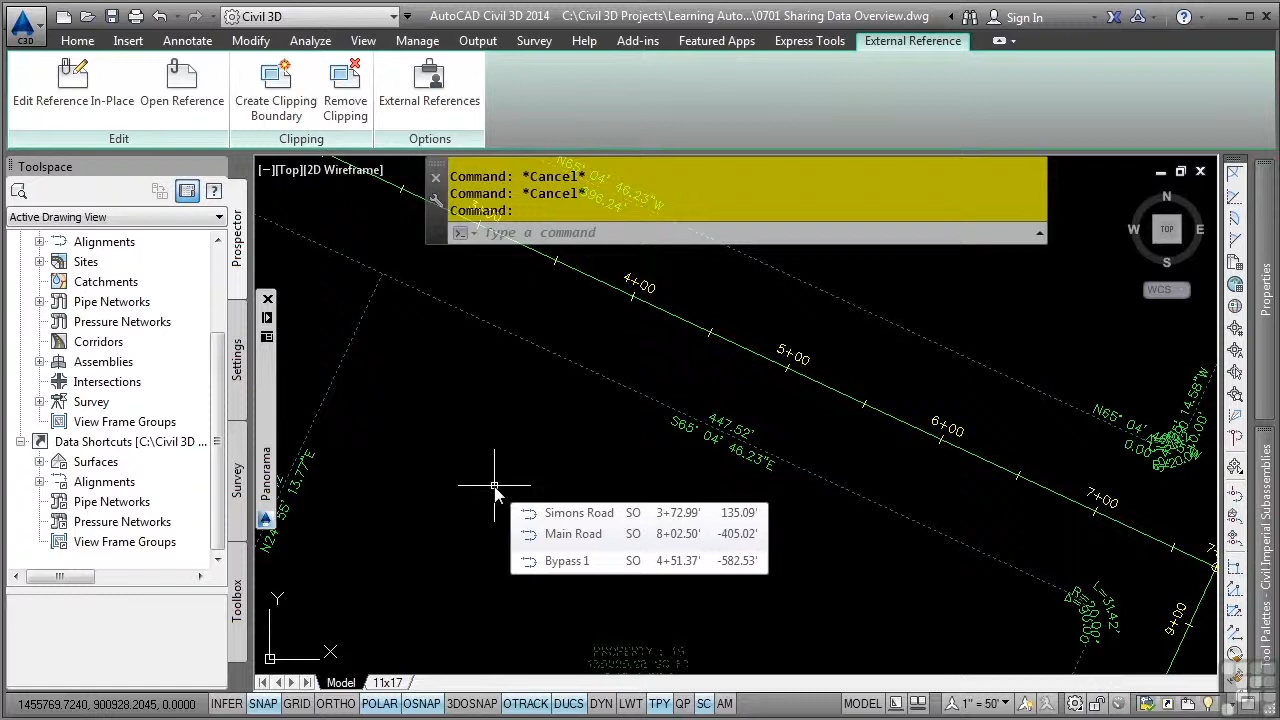 Civil 3D
AutoCAD Civil 3D 2014
C:\Civil 3D Projects\Learning Auto...\0701 Sharing Data Overview.dwg
Sign In
C3D
Home
Insert
Annotate
Modify
Analyze
View
Manage
Output
Survey
Help
Add-ins
Featured Apps
Express Tools
External Reference
Edit Reference In-Place
Open Reference
Create Clipping
Boundary
Remove
Clipping
External References
Edit
Clipping
Options
Toolspace
Active Drawing View
Alignments
Sites
Catchments
Pipe Networks
Pressure Networks
Corridors
Assemblies
Intersections
Survey
View Frame Groups
Data Shortcuts [C:\Civil 3D ...
Surfaces
Alignments
Pipe Networks
Pressure Networks
View Frame Groups
Prospector
Settings
Survey
Toolbox
[−][Top][2D Wireframe]
Command: *Cancel*
Command: *Cancel*
Command:
Type a command
N65° 04' 46.23"W
396.24'
N
W
TOP
E
S
WCS
4+00
5+00
6+00
7+00
9+00
447.52'
S65° 04' 46.23"E
Panorama
Simons Road SO 3+72.99' 135.09'
Main Road SO 8+02.50' -405.02'
Bypass 1 SO 4+51.37' -582.53'
Y
X
Properties
Tool Palettes - Civil Imperial Subassemblies
Model
11x17
1455769.7240, 900928.2045, 0.0000
INFER
SNAP
GRID
ORTHO
POLAR
OSNAP
3DOSNAP
OTRACK
DUCS
DYN
LWT
TPY
QP
SC
AM
MODEL
1" = 50'